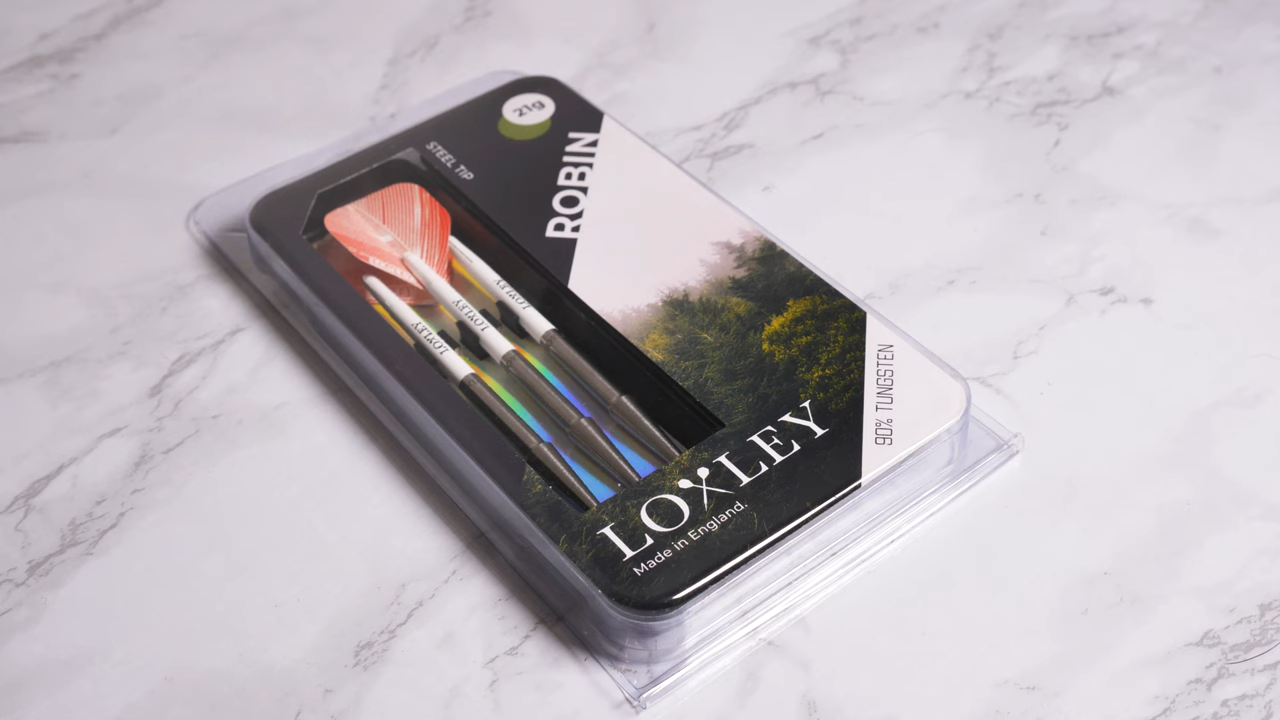 21g
STEEL TIP
ROBIN
LOXLEY
LOXLEY
LOXLEY
90% TUNGSTEN
LOXLEY
Made in England.